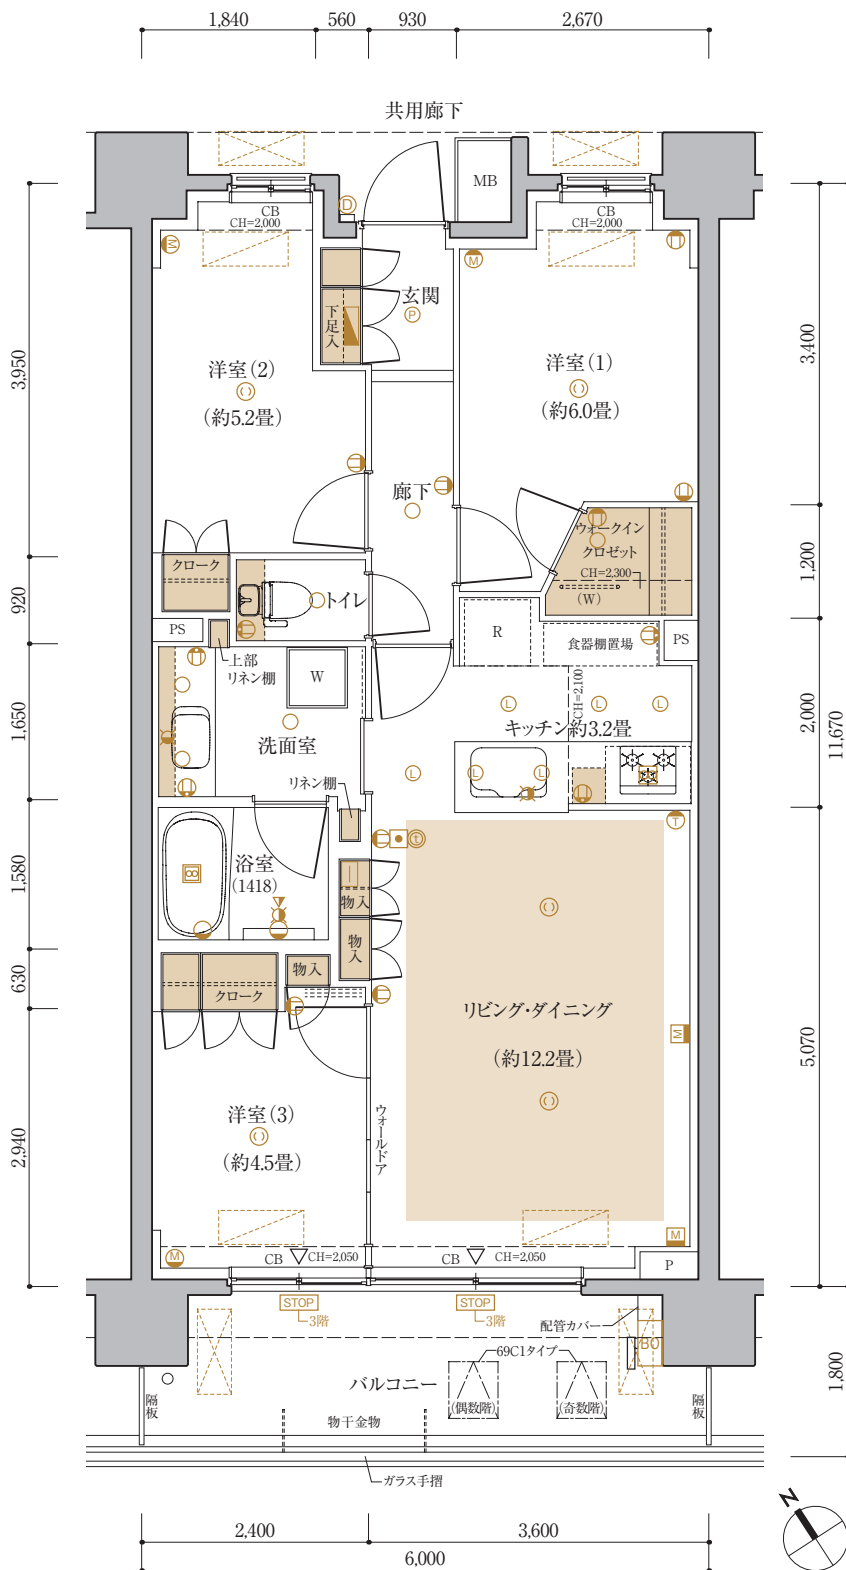 1,840
560
930
2,670
共用廊下
MB
D
CB
CH=2,000
CB
CH=2,000
M
M
玄関
P
下足入
洋室(2)
(約5.2畳)
洋室(1)
(約6.0畳)
3,950
3,400
廊下
ウォークイン
クロゼット
CH=2,300
(W)
1,200
クローク
920
トイレ
PS
上部
リネン棚
W
R
食器棚置場
PS
CH=2,100
L
L
L
キッチン約3.2畳
1,650
洗面室
2,000
11,670
L
L
L
リネン棚
T
t
浴室
(1418)
1,580
物入
物入
630
クローク
物入
リビング・ダイニング
(約12.2畳)
M
5,070
洋室(3)
(約4.5畳)
ウォールドア
2,940
M
M
CB
CH=2,050
CB
CH=2,050
P
STOP
3階
STOP
3階
配管カバー
BO
69C1タイプ
バルコニー
(偶数階)
(奇数階)
隔板
隔板
物干金物
1,800
ガラス手摺
N
2,400
3,600
6,000